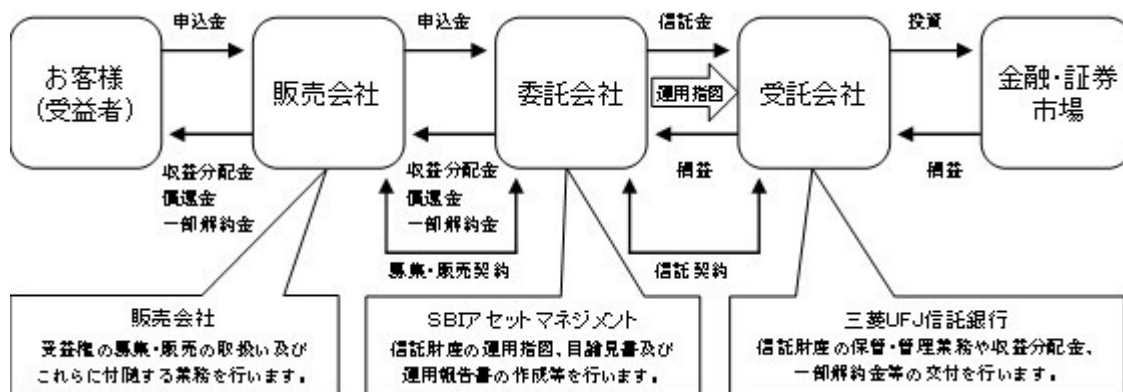 申込金
申込金
信託金
投資
お客様
(受益者)
販売会社
委託会社
運用指図
受託会社
金融・証券
市場
収益分配金
償還金
一部解約金
収益分配金
償還金
一部解約金
損益
損益
募集・販売契約
信託契約
販売会社
受益権の募集・販売の取扱い及び
これらに付随する業務を行います。
SBIアセットマネジメント
信託財産の運用指図、目論見書及び
運用報告書の作成等を行います。
三菱UFJ信託銀行
信託財産の保管・管理業務や収益分配金、
一部解約金等の交付を行います。